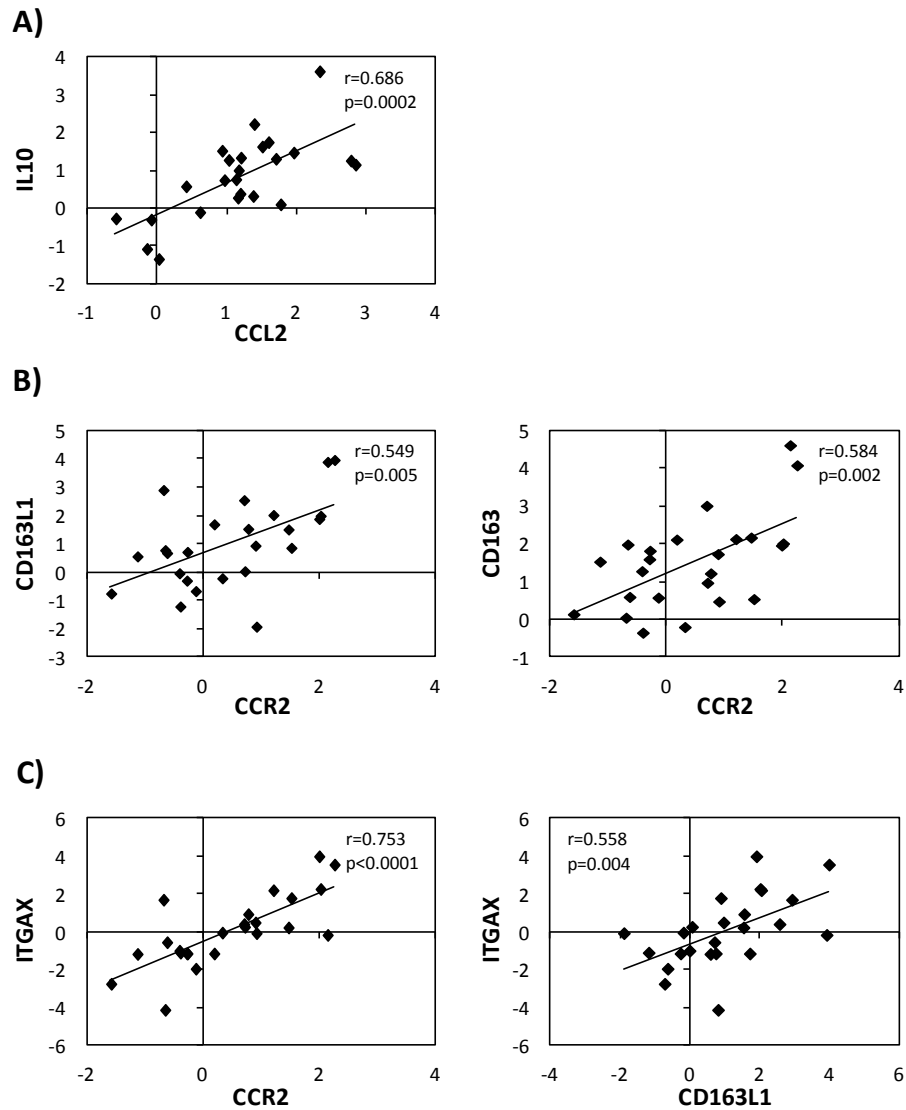 A)
IL10
4
3
2
1
0
-1
-2
r=0.686
p=0.0002
-1 0 1 2 3 4
CCL2
B)
CD163L1
5
4
3
2
1
0
-1
-2
-3
r=0.549
p=0.005
-2 0 2 4
CCR2
CD163
5
4
3
2
1
0
-1
r=0.584
p=0.002
-2 0 2 4
CCR2
C)
ITGAX
6
4
2
0
-2
-4
-6
r=0.753
p<0.0001
-2 0 2 4
CCR2
ITGAX
6
4
2
0
-2
-4
-6
r=0.558
p=0.004
-4 -2 0 2 4 6
CD163L1